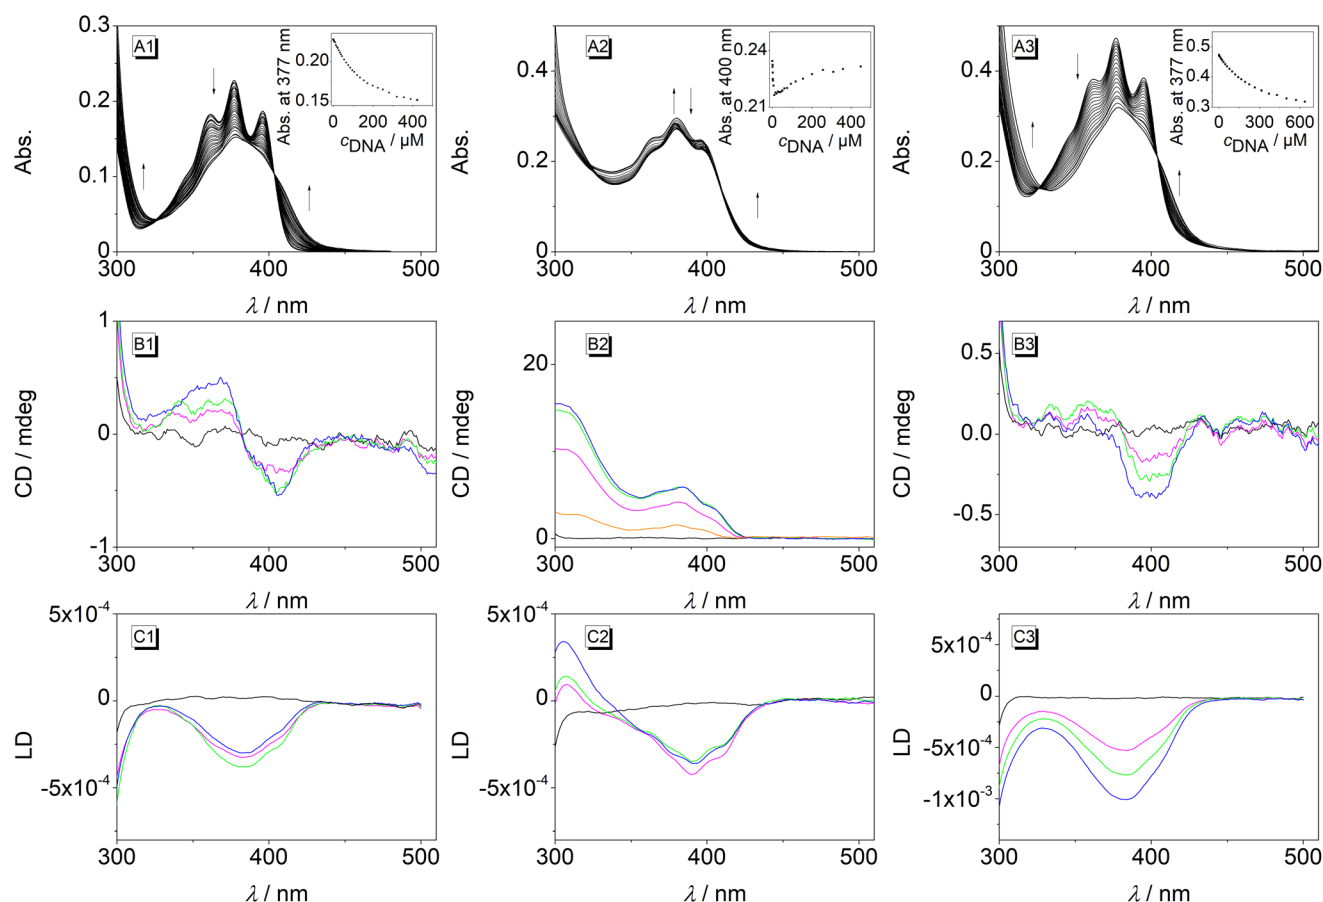 0.3
0.2
0.1
0
Abs.
A1
Abs. at 377 nm
0.20
0.15
0
200
400
cDNA / µM
300
400
500
λ / nm
0.4
0.2
0
Abs.
A2
Abs. at 400 nm
0.24
0.21
0
200
400
cDNA / µM
300
400
500
λ / nm
0.4
0.2
0
Abs.
A3
Abs. at 377 nm
0.5
0.4
0.3
0
300
600
cDNA / µM
300
400
500
λ / nm
1
0
-1
CD / mdeg
B1
300
400
500
λ / nm
20
0
CD / mdeg
B2
300
400
500
λ / nm
0.5
0.0
-0.5
CD / mdeg
B3
300
400
500
λ / nm
5x10⁻⁴
0
-5x10⁻⁴
LD
C1
300
400
500
λ / nm
5x10⁻⁴
0
-5x10⁻⁴
LD
C2
300
400
500
λ / nm
5x10⁻⁴
0
-5x10⁻⁴
-1x10⁻³
LD
C3
300
400
500
λ / nm